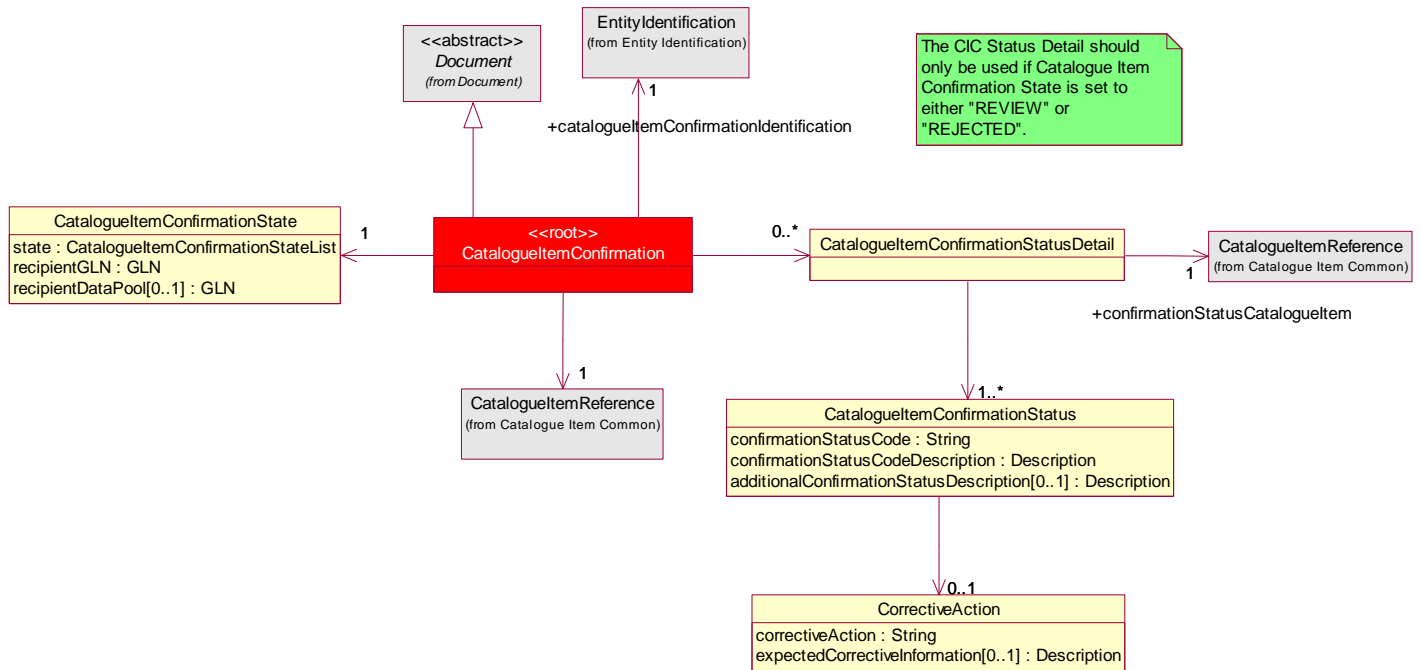 <<abstract>>
Document
(from Document)
EntityIdentification
(from Entity Identification)
The CIC Status Detail should
only be used if Catalogue Item
Confirmation State is set to
either "REVIEW" or
"REJECTED".
1
+catalogueItemConfirmationIdentification
CatalogueItemConfirmationState
state : CatalogueItemConfirmationStateList
recipientGLN : GLN
recipientDataPool[0..1] : GLN
1
<<root>>
CatalogueItemConfirmation
0..*
CatalogueItemConfirmationStatusDetail
CatalogueItemReference
(from Catalogue Item Common)
1
+confirmationStatusCatalogueItem
1
CatalogueItemReference
(from Catalogue Item Common)
1..*
CatalogueItemConfirmationStatus
confirmationStatusCode : String
confirmationStatusCodeDescription : Description
additionalConfirmationStatusDescription[0..1] : Description
0..1
CorrectiveAction
correctiveAction : String
expectedCorrectiveInformation[0..1] : Description